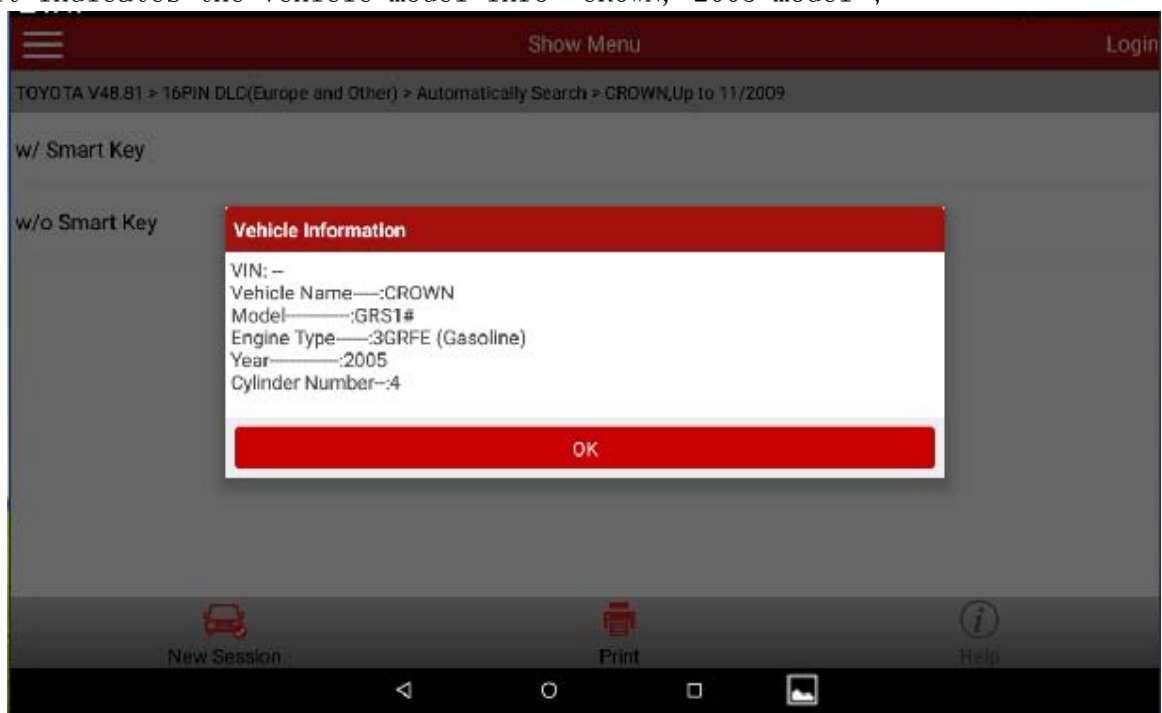 Show Menu
Login
TOYOTA V48.81 > 16PIN DLC(Europe and Other) > Automatically Search > CROWN,Up to 11/2009
w/ Smart Key
w/o Smart Key
Vehicle Information
VIN: --
Vehicle Name----:CROWN
Model-----------:GRS1#
Engine Type-----:3GRFE (Gasoline)
Year------------:2005
Cylinder Number--:4
OK
New Session
Print
Help